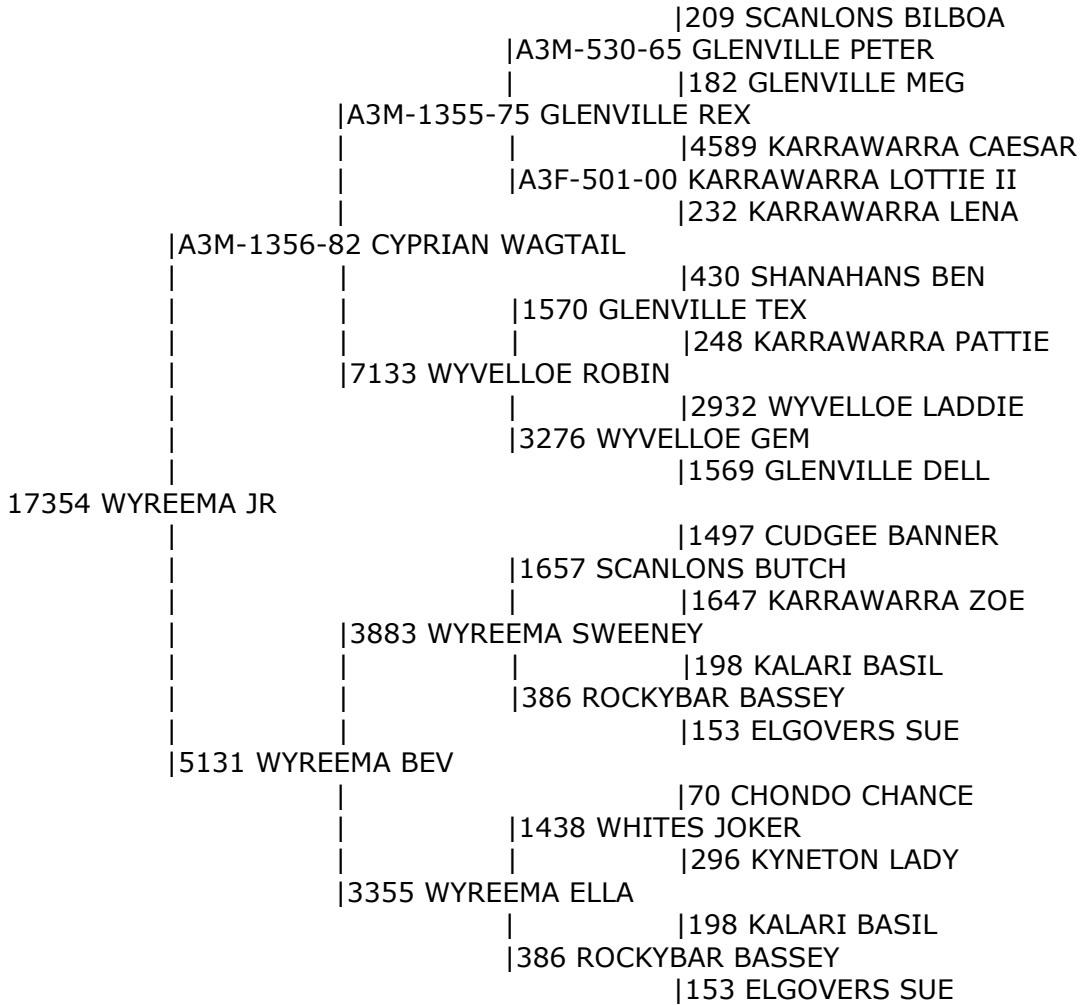 |209 SCANLONS BILBOA
|A3M-530-65 GLENVILLE PETER
| |182 GLENVILLE MEG
|A3M-1355-75 GLENVILLE REX
| | |4589 KARRAWARRA CAESAR
| |A3F-501-00 KARRAWARRA LOTTIE II
| |232 KARRAWARRA LENA
|A3M-1356-82 CYPRIAN WAGTAIL
| | |430 SHANAHANS BEN
| | |1570 GLENVILLE TEX
| | | |248 KARRAWARRA PATTIE
| |7133 WYVELLOE ROBIN
| | |2932 WYVELLOE LADDIE
| |3276 WYVELLOE GEM
| |1569 GLENVILLE DELL
17354 WYREEMA JR
| |1497 CUDGEE BANNER
| |1657 SCANLONS BUTCH
| | |1647 KARRAWARRA ZOE
| |3883 WYREEMA SWEENEY
| | | |198 KALARI BASIL
| | |386 ROCKYBAR BASSEY
| | |153 ELGOVERS SUE
|5131 WYREEMA BEV
| |70 CHONDO CHANCE
| |1438 WHITES JOKER
| | |296 KYNETON LADY
|3355 WYREEMA ELLA
| |198 KALARI BASIL
|386 ROCKYBAR BASSEY
|153 ELGOVERS SUE